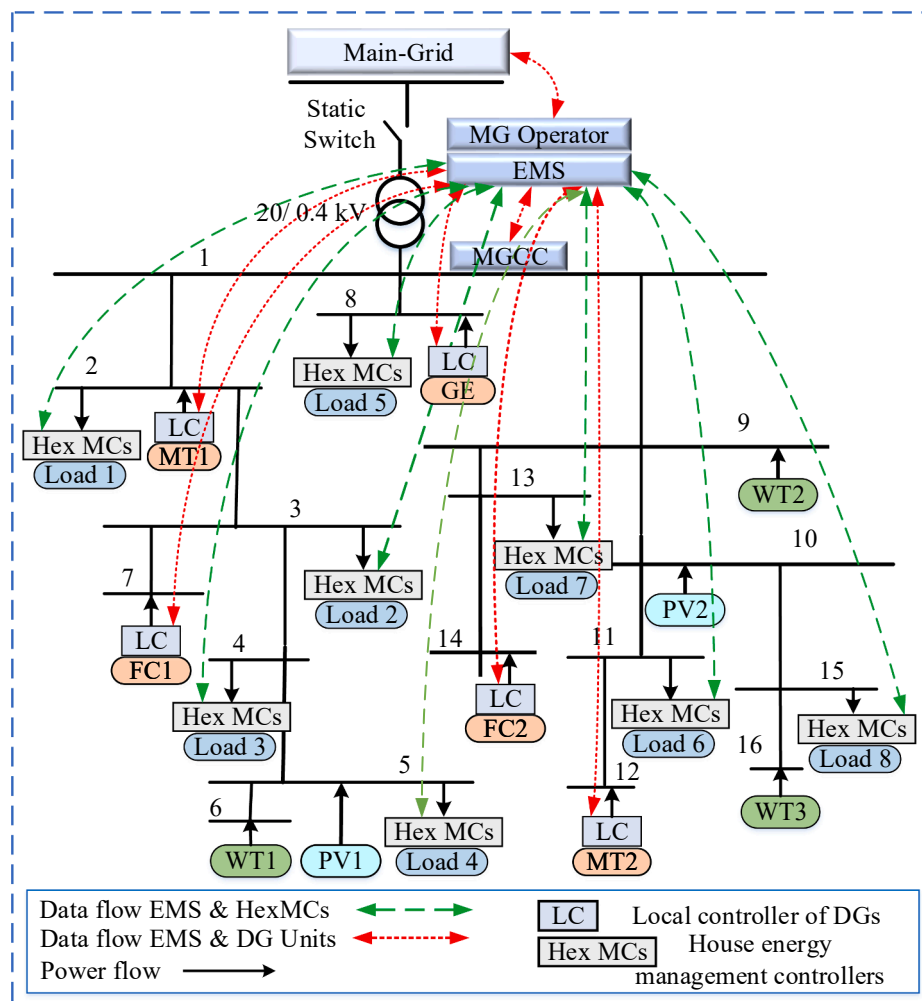 Main-Grid
Static
Switch
MG Operator
EMS
20/ 0.4 kV
MGCC
1
8
Hex MCs
Load 5
LC
GE
2
Hex MCs
Load 1
LC
MT1
9
WT2
13
Hex MCs
Load 7
3
Hex MCs
Load 2
10
PV2
7
LC
FC1
4
Hex MCs
Load 3
14
LC
FC2
11
Hex MCs
Load 6
15
Hex MCs
Load 8
16
WT3
5
6
WT1
PV1
Hex MCs
Load 4
12
LC
MT2
Data flow EMS & HexMCs
Data flow EMS & DG Units
Power flow
LC
Local controller of DGs
Hex MCs
House energy
management controllers